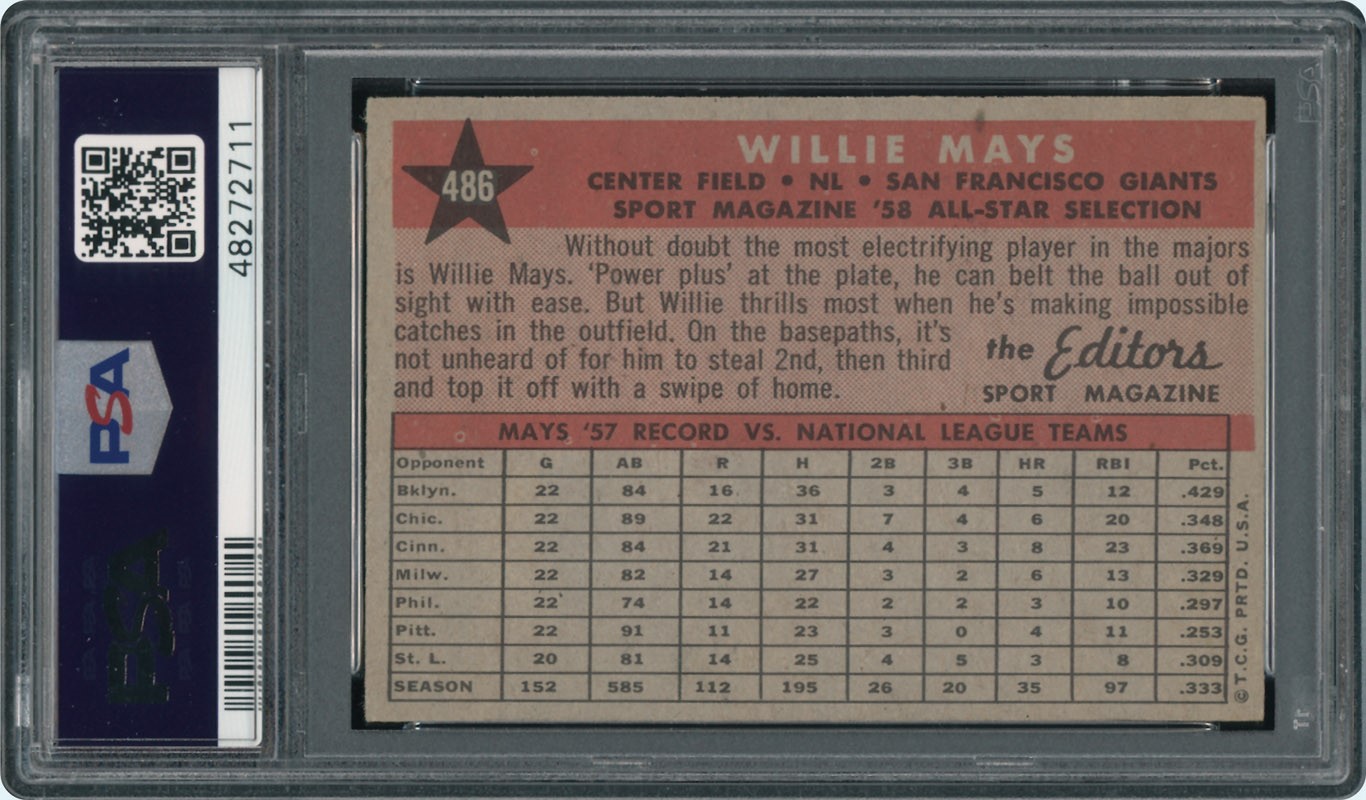 48272711
PSA
PSA
PSA
486
WILLIE MAYS
CENTER FIELD • NL • SAN FRANCISCO GIANTS
SPORT MAGAZINE '58 ALL-STAR SELECTION
Without doubt the most electrifying player in the majors
is Willie Mays. 'Power plus' at the plate, he can belt the ball out of
sight with ease. But Willie thrills most when he's making impossible
catches in the outfield. On the basepaths, it's
not unheard of for him to steal 2nd, then third
and top it off with a swipe of home.
the Editors
SPORT MAGAZINE
MAYS '57 RECORD VS. NATIONAL LEAGUE TEAMS
Opponent G AB R H 2B 3B HR RBI Pct.
Bklyn. 22 84 16 36 3 4 5 12 .429
Chic. 22 89 22 31 7 4 6 20 .348
Cinn. 22 84 21 31 4 3 8 23 .369
Milw. 22 82 14 27 3 2 6 13 .329
Phil. 22 74 14 22 2 2 3 10 .297
Pitt. 22 91 11 23 3 0 4 11 .253
St. L. 20 81 14 25 4 5 3 8 .309
SEASON 152 585 112 195 26 20 35 97 .333
© T.C.G. PRTD. U.S.A.